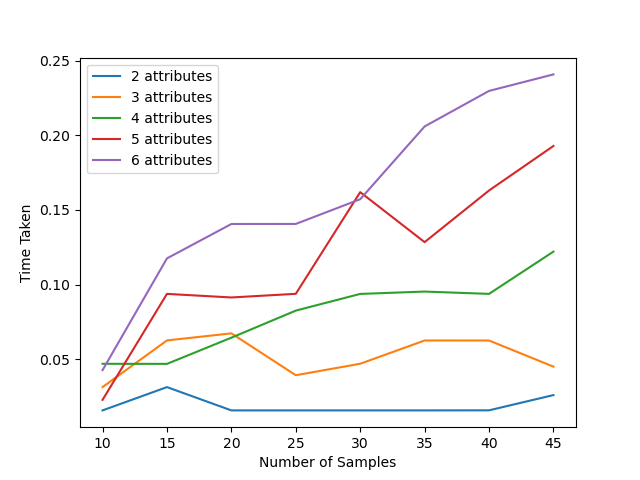 0.25
0.20
0.15
0.10
0.05
Time Taken
2 attributes
3 attributes
4 attributes
5 attributes
6 attributes
10 15 20 25 30 35 40 45
Number of Samples